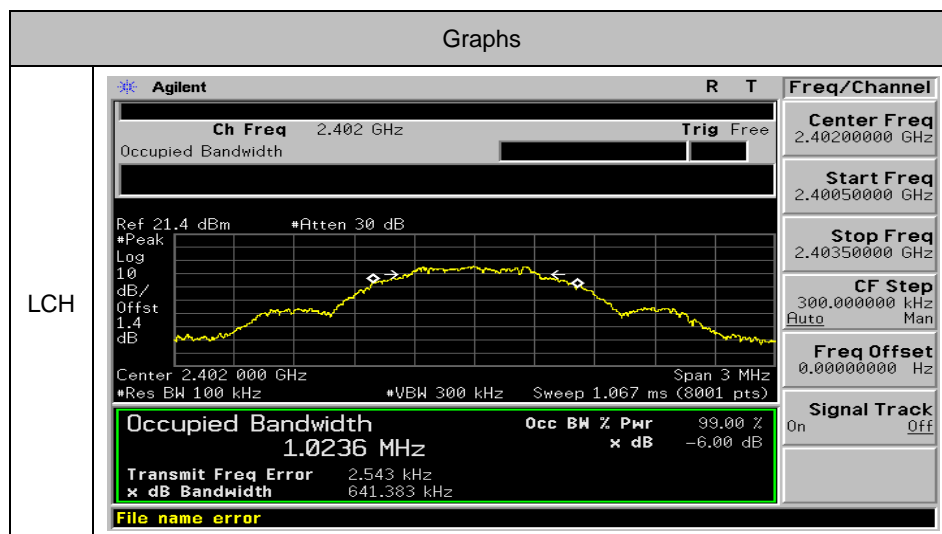 Graphs
LCH
Agilent
R T
Freq/Channel
Ch Freq 2.402 GHz
Trig Free
Occupied Bandwidth
Center Freq
2.40200000 GHz
Start Freq
2.40050000 GHz
Stop Freq
2.40350000 GHz
CF Step
300.000000 kHz
Auto Man
Freq Offset
0.00000000 Hz
Signal Track
On Off
Ref 21.4 dBm #Atten 30 dB
#Peak
Log
10
dB/
Offst
1.4
dB
Center 2.402 000 GHz Span 3 MHz
#Res BW 100 kHz #VBW 300 kHz Sweep 1.067 ms (8001 pts)
Occupied Bandwidth
1.0236 MHz
Occ BW % Pwr 99.00 %
x dB -6.00 dB
Transmit Freq Error 2.543 kHz
x dB Bandwidth 641.383 kHz
File name error